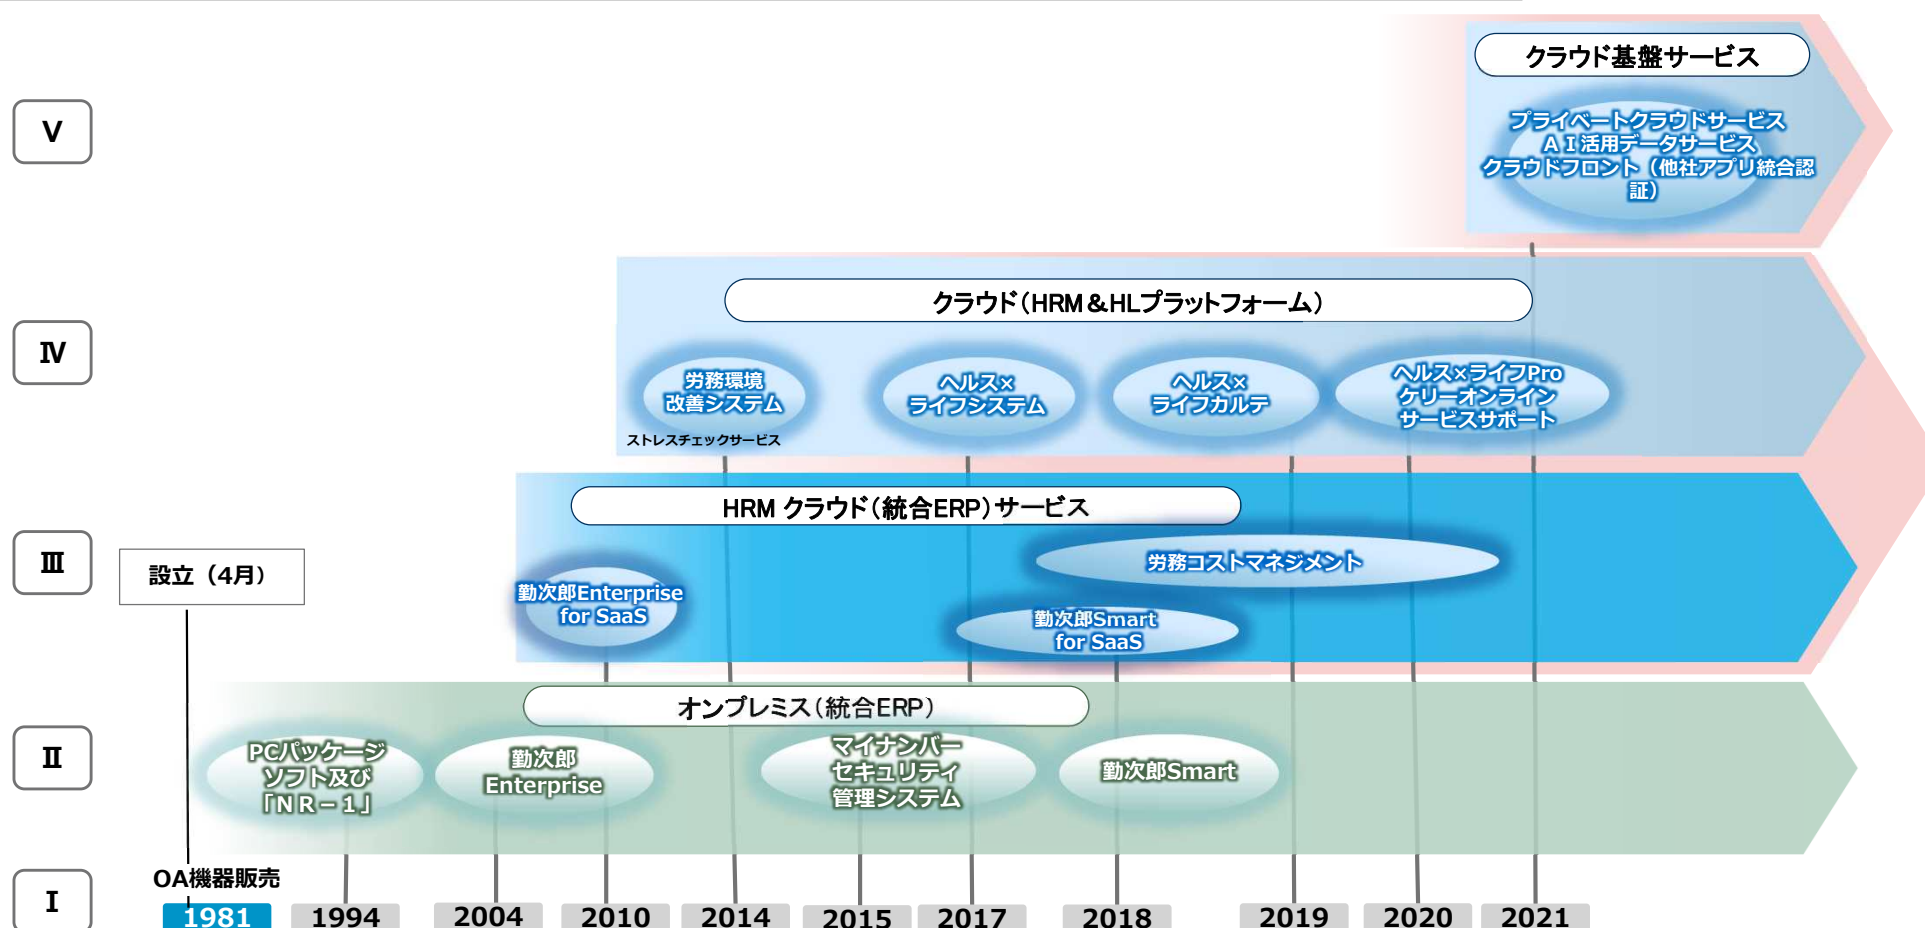 クラウド基盤サービス
V
プライベートクラウドサービス
ＡＩ活用データサービス
クラウドフロント（他社アプリ統合認
証）
クラウド（HRM＆HLプラットフォーム）
Ⅳ
労務環境
改善システム
ストレスチェックサービス
ヘルス×
ライフシステム
ヘルス×
ライフカルテ
ヘルス×ライフPro
ケリーオンライン
サービスサポート
HRM クラウド（統合ERP）サービス
Ⅲ
設立（4月）
労務コストマネジメント
勤次郎Enterprise
for SaaS
勤次郎Smart
for SaaS
オンプレミス（統合ERP）
Ⅱ
PCパッケージ
ソフト及び
「ＮＲ－１」
勤次郎
Enterprise
マイナンバー
セキュリティ
管理システム
勤次郎Smart
OA機器販売
Ⅰ
1981 1994 2004 2010 2014 2015 2017 2018 2019 2020 2021